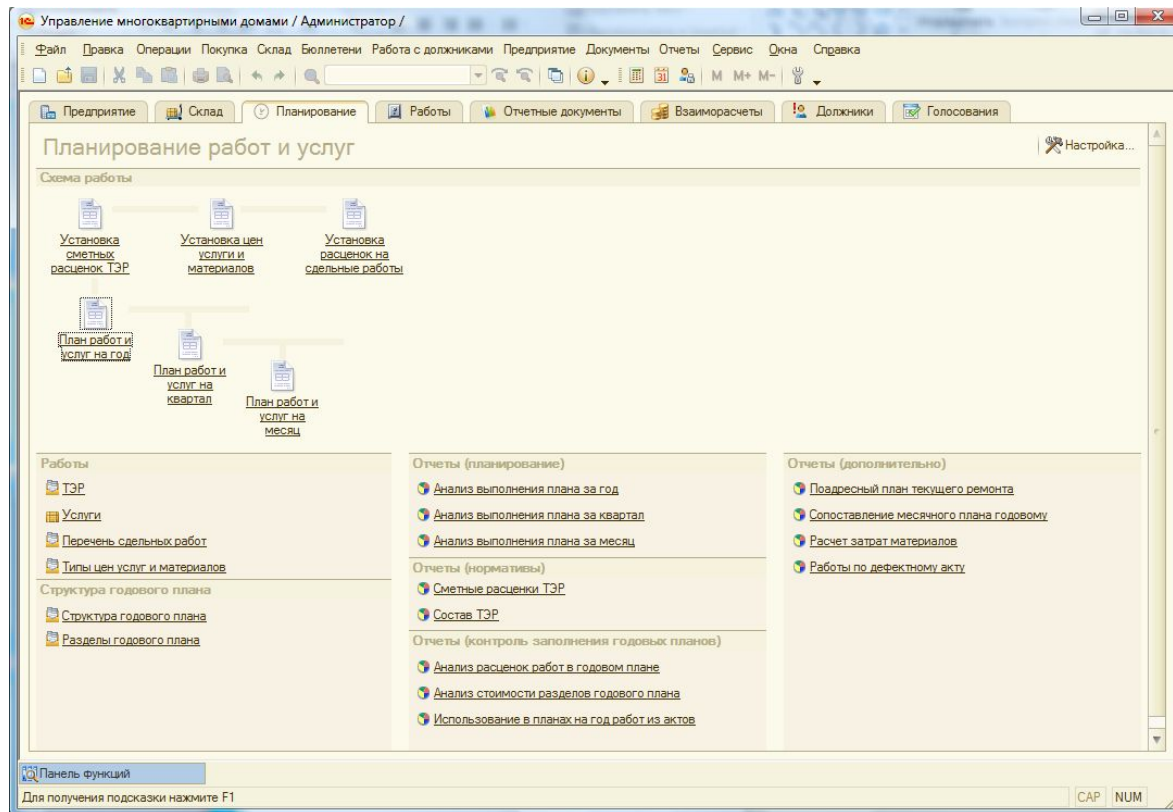 Управление многоквартирными домами / Администратор /
Файл Правка Операции Покупка Склад Бюллетени Работа с должниками Предприятие Документы Отчеты Сервис Окна Справка
M M+ M-
Предприятие Склад Планирование Работы Отчетные документы Взаиморасчеты Должники Голосования
Планирование работ и услуг
Настройка...
Схема работы
Установка
сметных
расценок ТЭР
Установка цен
услуги и
материалов
Установка
расценок на
сдельные работы
План работ и
услуг на год
План работ и
услуг на
квартал
План работ и
услуг на
месяц
Работы
ТЭР
Услуги
Перечень сдельных работ
Типы цен услуг и материалов
Структура годового плана
Структура годового плана
Разделы годового плана
Отчеты (планирование)
Анализ выполнения плана за год
Анализ выполнения плана за квартал
Анализ выполнения плана за месяц
Отчеты (нормативы)
Сметные расценки ТЭР
Состав ТЭР
Отчеты (контроль заполнения годовых планов)
Анализ расценок работ в годовом плане
Анализ стоимости разделов годового плана
Использование в планах на год работ из актов
Отчеты (дополнительно)
Поадресный план текущего ремонта
Сопоставление месячного плана годовому
Расчет затрат материалов
Работы по дефектному акту
Панель функций
Для получения подсказки нажмите F1
CAP NUM